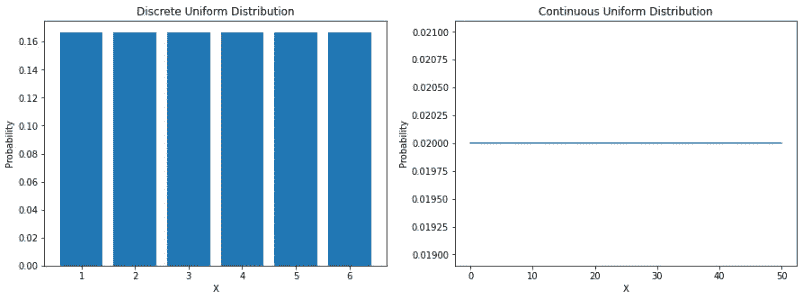 Discrete Uniform Distribution
Probability
0.16
0.14
0.12
0.10
0.08
0.06
0.04
0.02
0.00
1 2 3 4 5 6
X
Continuous Uniform Distribution
Probability
0.02100
0.02075
0.02050
0.02025
0.02000
0.01975
0.01950
0.01925
0.01900
0 10 20 30 40 50
X